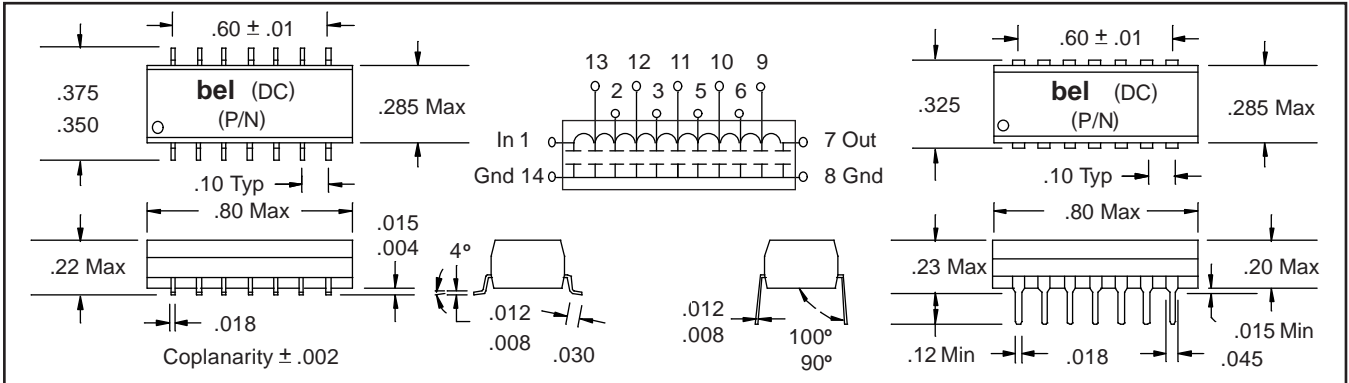 .60 ± .01
.375
.350
bel (DC)
(P/N)
.285 Max
.10 Typ
.80 Max
.22 Max
.015
.004
.018
Coplanarity ± .002
13 12 11 10 9
2 3 5 6
In 1
7 Out
Gnd 14
8 Gnd
4º
.012
.008
.030
.012
.008
100º
90º
.60 ± .01
.325
bel (DC)
(P/N)
.285 Max
.10 Typ
.80 Max
.23 Max
.20 Max
.12 Min
.018
.015 Min
.045